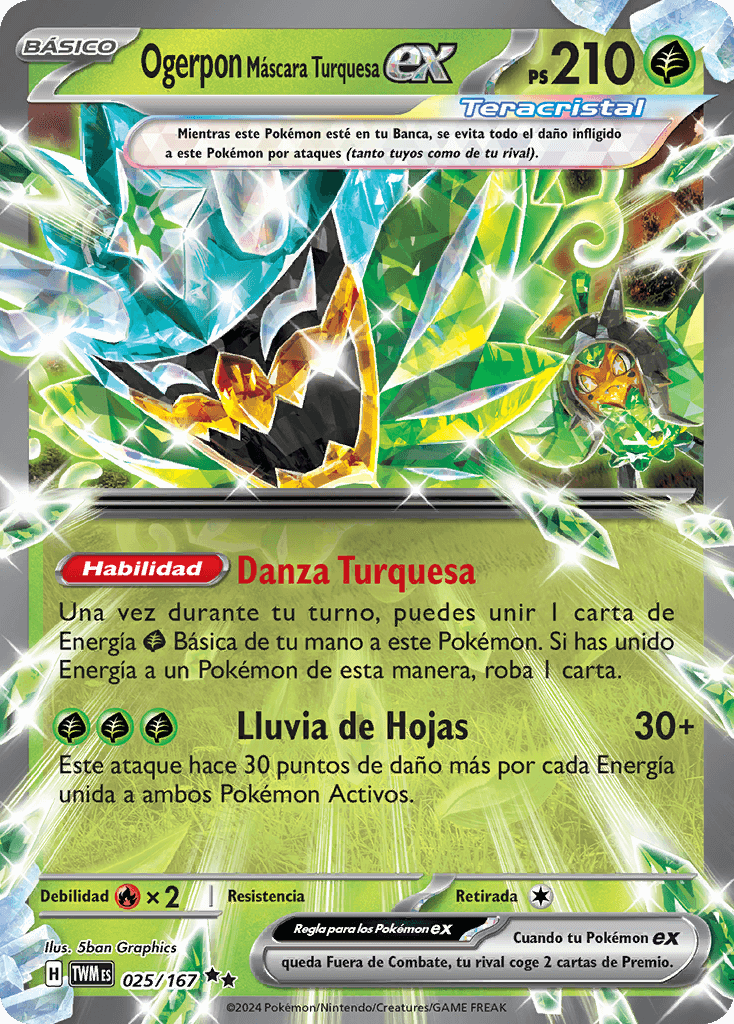 BÁSICO
Ogerpon Máscara Turquesa ex
PS 210
Teracristal
Mientras este Pokémon esté en tu Banca, se evita todo el daño infligido
a este Pokémon por ataques (tanto tuyos como de tu rival).
Habilidad Danza Turquesa
Una vez durante tu turno, puedes unir 1 carta de
Energía Básica de tu mano a este Pokémon. Si has unido
Energía a un Pokémon de esta manera, roba 1 carta.
Lluvia de Hojas 30+
Este ataque hace 30 puntos de daño más por cada Energía
unida a ambos Pokémon Activos.
Debilidad ×2 Resistencia Retirada
Regla para los Pokémon ex
Cuando tu Pokémon ex
queda Fuera de Combate, tu rival coge 2 cartas de Premio.
Ilus. 5ban Graphics
H TWM ES 025/167
©2024 Pokémon/Nintendo/Creatures/GAME FREAK